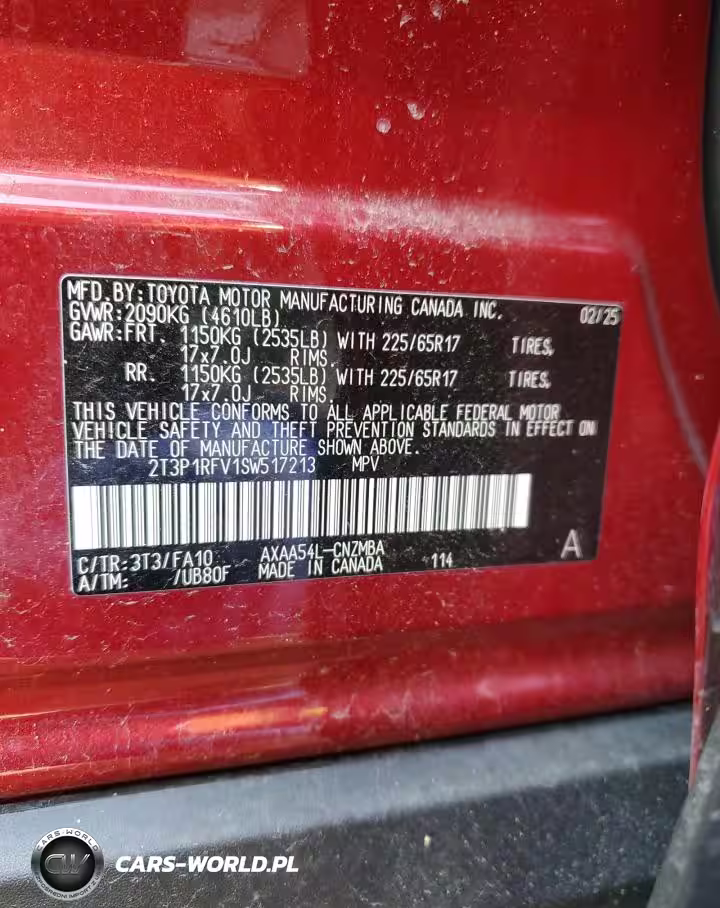 MFD.BY:TOYOTA MOTOR MANUFACTURING CANADA INC. 02/25
GVWR:2090KG (4610LB)
GAWR:FRT. 1150KG (2535LB) WITH 225/65R17 TIRES,
17x7.0J RIMS.
RR. 1150KG (2535LB) WITH 225/65R17 TIRES,
17x7.0J RIMS.
THIS VEHICLE CONFORMS TO ALL APPLICABLE FEDERAL MOTOR
VEHICLE SAFETY AND THEFT PREVENTION STANDARDS IN EFFECT ON
THE DATE OF MANUFACTURE SHOWN ABOVE.
2T3P1RFV1SW517213 MPV
C/TR:3T3/FA10 AXAA54L-CNZMBA A
A/TM: /UB80F MADE IN CANADA 114
CARS-WORLD
CW
CARS-WORLD.PL